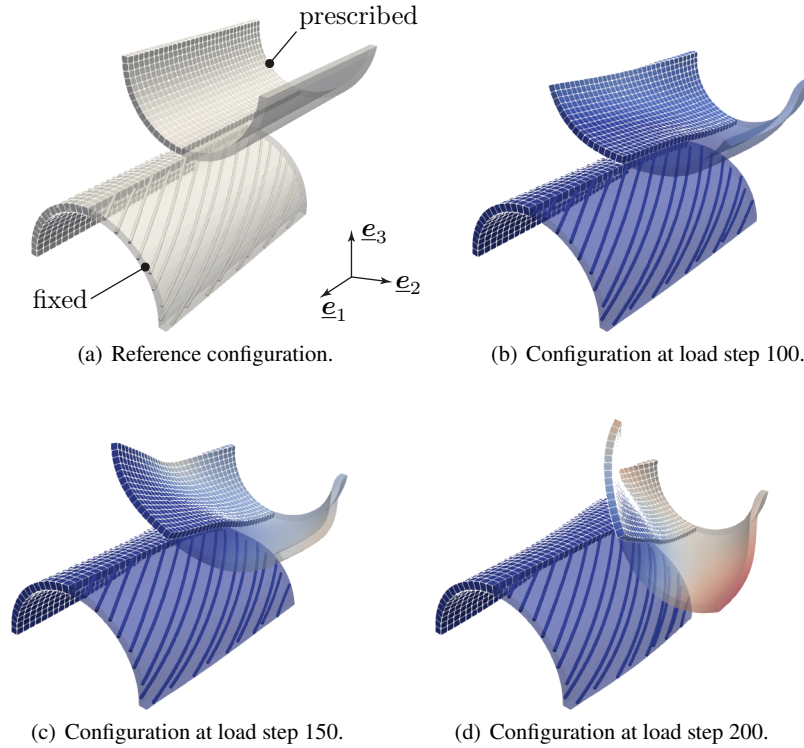 prescribed
e3
e2
e1
fixed
(a) Reference configuration.
(b) Configuration at load step 100.
(c) Configuration at load step 150.
(d) Configuration at load step 200.